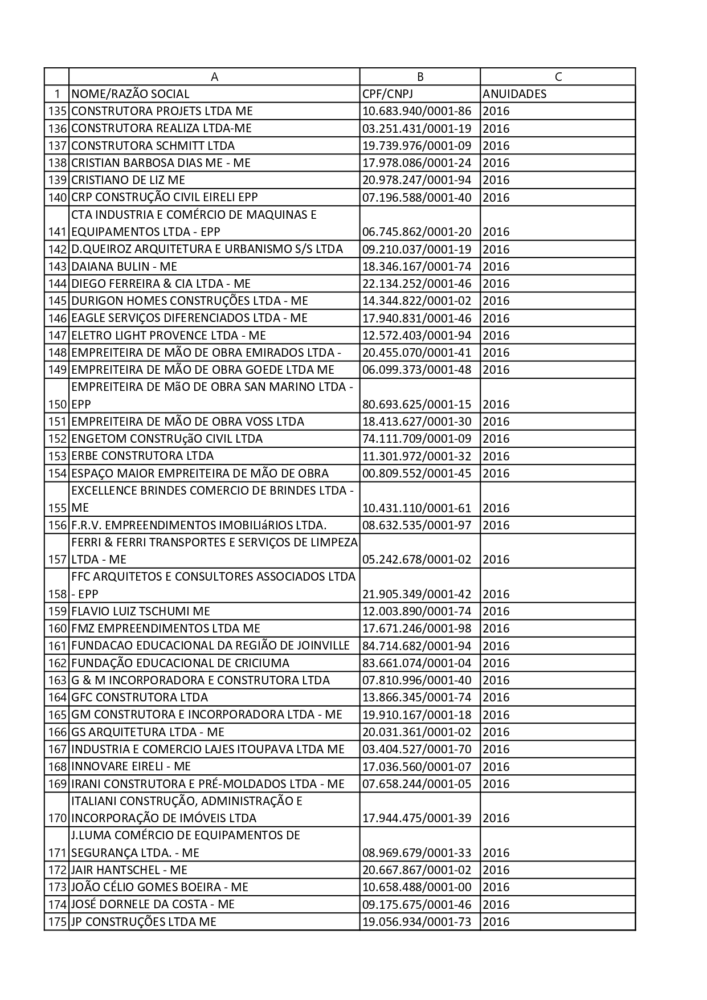 A B C
1 NOME/RAZÃO SOCIAL CPF/CNPJ ANUIDADES
135 CONSTRUTORA PROJETS LTDA ME 10.683.940/0001-86 2016
136 CONSTRUTORA REALIZA LTDA-ME 03.251.431/0001-19 2016
137 CONSTRUTORA SCHMITT LTDA 19.739.976/0001-09 2016
138 CRISTIAN BARBOSA DIAS ME - ME 17.978.086/0001-24 2016
139 CRISTIANO DE LIZ ME 20.978.247/0001-94 2016
140 CRP CONSTRUÇÃO CIVIL EIRELI EPP 07.196.588/0001-40 2016
CTA INDUSTRIA E COMÉRCIO DE MAQUINAS E
141 EQUIPAMENTOS LTDA - EPP 06.745.862/0001-20 2016
142 D.QUEIROZ ARQUITETURA E URBANISMO S/S LTDA 09.210.037/0001-19 2016
143 DAIANA BULIN - ME 18.346.167/0001-74 2016
144 DIEGO FERREIRA & CIA LTDA - ME 22.134.252/0001-46 2016
145 DURIGON HOMES CONSTRUÇÕES LTDA - ME 14.344.822/0001-02 2016
146 EAGLE SERVIÇOS DIFERENCIADOS LTDA - ME 17.940.831/0001-46 2016
147 ELETRO LIGHT PROVENCE LTDA - ME 12.572.403/0001-94 2016
148 EMPREITEIRA DE MÃO DE OBRA EMIRADOS LTDA - 20.455.070/0001-41 2016
149 EMPREITEIRA DE MÃO DE OBRA GOEDE LTDA ME 06.099.373/0001-48 2016
EMPREITEIRA DE MãO DE OBRA SAN MARINO LTDA -
150 EPP 80.693.625/0001-15 2016
151 EMPREITEIRA DE MÃO DE OBRA VOSS LTDA 18.413.627/0001-30 2016
152 ENGETOM CONSTRUçãO CIVIL LTDA 74.111.709/0001-09 2016
153 ERBE CONSTRUTORA LTDA 11.301.972/0001-32 2016
154 ESPAÇO MAIOR EMPREITEIRA DE MÃO DE OBRA 00.809.552/0001-45 2016
EXCELLENCE BRINDES COMERCIO DE BRINDES LTDA -
155 ME 10.431.110/0001-61 2016
156 F.R.V. EMPREENDIMENTOS IMOBILIáRIOS LTDA. 08.632.535/0001-97 2016
FERRI & FERRI TRANSPORTES E SERVIÇOS DE LIMPEZA
157 LTDA - ME 05.242.678/0001-02 2016
FFC ARQUITETOS E CONSULTORES ASSOCIADOS LTDA
158 - EPP 21.905.349/0001-42 2016
159 FLAVIO LUIZ TSCHUMI ME 12.003.890/0001-74 2016
160 FMZ EMPREENDIMENTOS LTDA ME 17.671.246/0001-98 2016
161 FUNDACAO EDUCACIONAL DA REGIÃO DE JOINVILLE 84.714.682/0001-94 2016
162 FUNDAÇÃO EDUCACIONAL DE CRICIUMA 83.661.074/0001-04 2016
163 G & M INCORPORADORA E CONSTRUTORA LTDA 07.810.996/0001-40 2016
164 GFC CONSTRUTORA LTDA 13.866.345/0001-74 2016
165 GM CONSTRUTORA E INCORPORADORA LTDA - ME 19.910.167/0001-18 2016
166 GS ARQUITETURA LTDA - ME 20.031.361/0001-02 2016
167 INDUSTRIA E COMERCIO LAJES ITOUPAVA LTDA ME 03.404.527/0001-70 2016
168 INNOVARE EIRELI - ME 17.036.560/0001-07 2016
169 IRANI CONSTRUTORA E PRÉ-MOLDADOS LTDA - ME 07.658.244/0001-05 2016
ITALIANI CONSTRUÇÃO, ADMINISTRAÇÃO E
170 INCORPORAÇÃO DE IMÓVEIS LTDA 17.944.475/0001-39 2016
J.LUMA COMÉRCIO DE EQUIPAMENTOS DE
171 SEGURANÇA LTDA. - ME 08.969.679/0001-33 2016
172 JAIR HANTSCHEL - ME 20.667.867/0001-02 2016
173 JOÃO CÉLIO GOMES BOEIRA - ME 10.658.488/0001-00 2016
174 JOSÉ DORNELE DA COSTA - ME 09.175.675/0001-46 2016
175 JP CONSTRUÇÕES LTDA ME 19.056.934/0001-73 2016